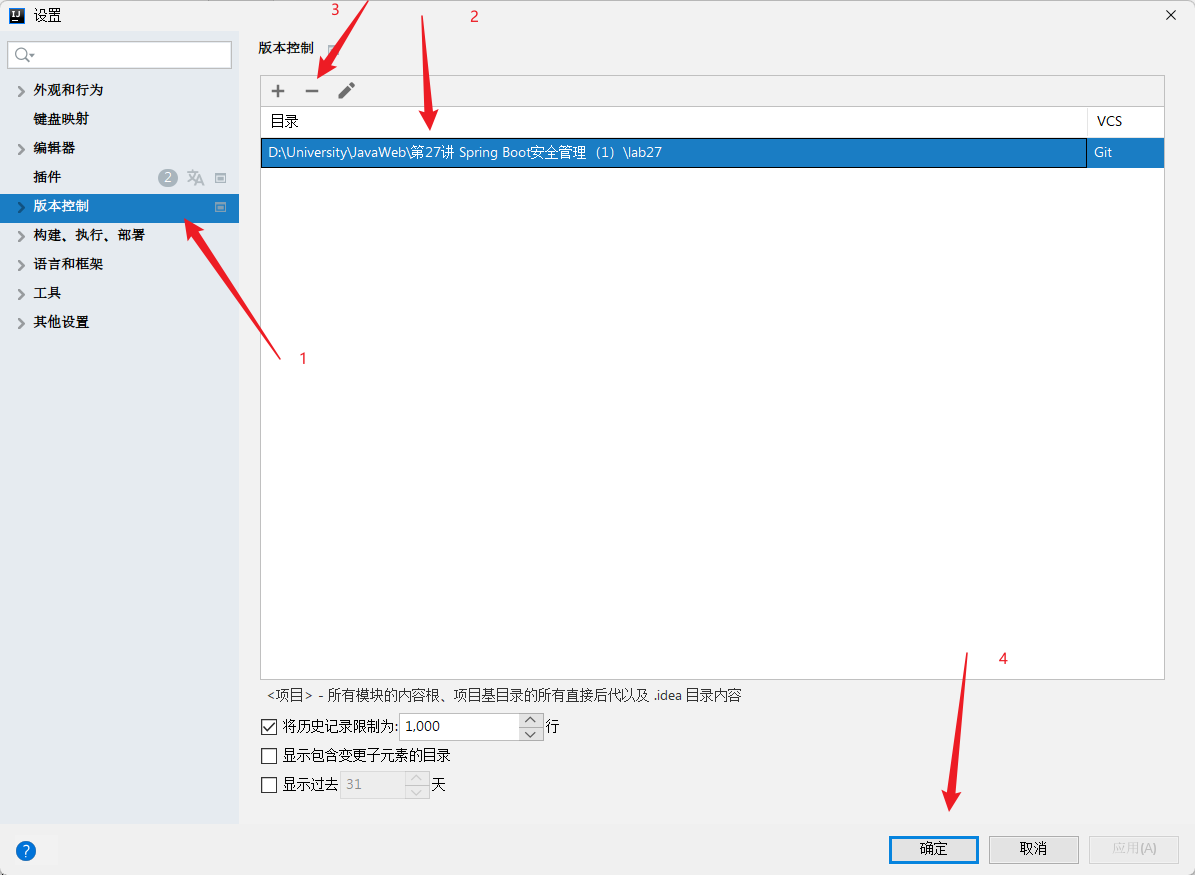 设置
3
2
外观和行为
键盘映射
编辑器
插件 2
版本控制
构建、执行、部署
语言和框架
工具
其他设置
1
版本控制
目录 VCS
D:\University\JavaWeb\第27讲 Spring Boot安全管理（1）\lab27 Git
4
<项目> - 所有模块的内容根、项目基目录的所有直接后代以及 .idea 目录内容
将历史记录限制为: 1,000 行
显示包含变更子元素的目录
显示过去 31 天
? 确定 取消 应用(A)